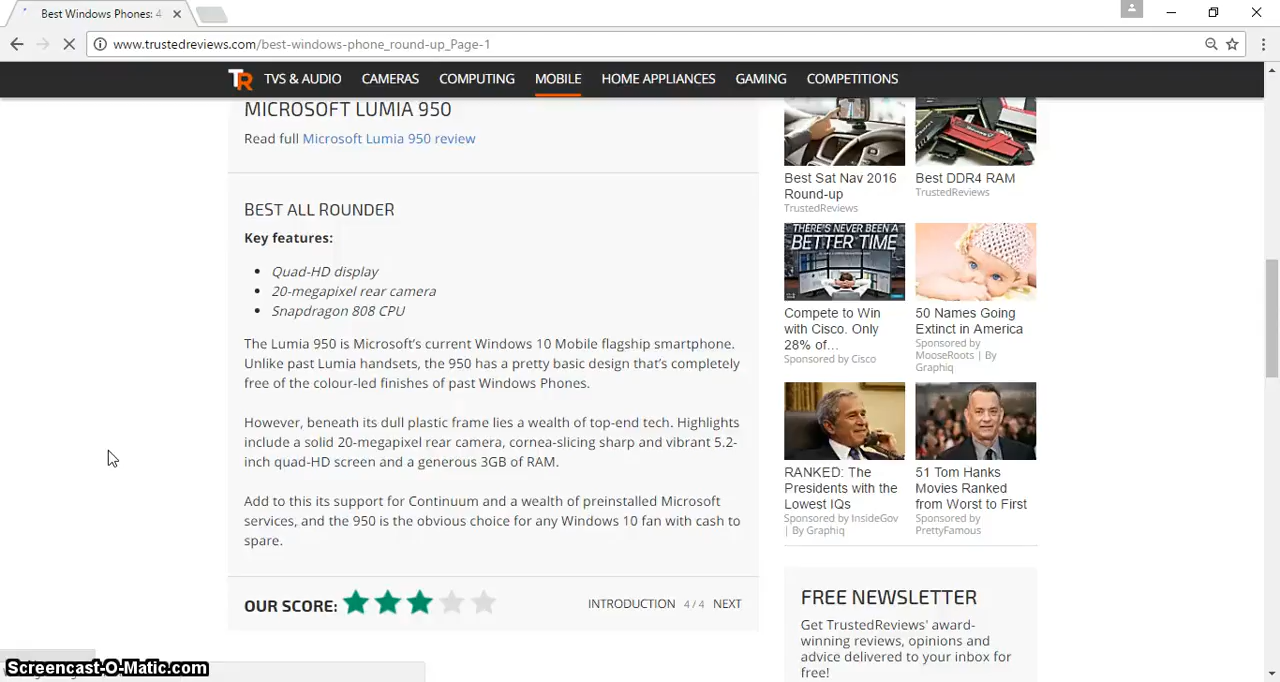 Best Windows Phones: 4
www.trustedreviews.com/best-windows-phone_round-up_Page-1
TR TVS & AUDIO CAMERAS COMPUTING MOBILE HOME APPLIANCES GAMING COMPETITIONS
MICROSOFT LUMIA 950
Read full Microsoft Lumia 950 review
BEST ALL ROUNDER
Key features:
• Quad-HD display
• 20-megapixel rear camera
• Snapdragon 808 CPU
The Lumia 950 is Microsoft's current Windows 10 Mobile flagship smartphone.
Unlike past Lumia handsets, the 950 has a pretty basic design that's completely
free of the colour-led finishes of past Windows Phones.
However, beneath its dull plastic frame lies a wealth of top-end tech. Highlights
include a solid 20-megapixel rear camera, cornea-slicing sharp and vibrant 5.2-
inch quad-HD screen and a generous 3GB of RAM.
Add to this its support for Continuum and a wealth of preinstalled Microsoft
services, and the 950 is the obvious choice for any Windows 10 fan with cash to
spare.
OUR SCORE:
INTRODUCTION 4 / 4 NEXT
Best Sat Nav 2016
Round-up
TrustedReviews
Best DDR4 RAM
TrustedReviews
THERE'S NEVER BEEN A
BETTER TIME
Compete to Win
with Cisco. Only
28% of...
Sponsored by Cisco
50 Names Going
Extinct in America
Sponsored by
MooseRoots | By
Graphiq
RANKED: The
Presidents with the
Lowest IQs
Sponsored by InsideGov
| By Graphiq
51 Tom Hanks
Movies Ranked
from Worst to First
Sponsored by
PrettyFamous
FREE NEWSLETTER
Get TrustedReviews' award-
winning reviews, opinions and
advice delivered to your inbox for
free!
Screencast-O-Matic.com